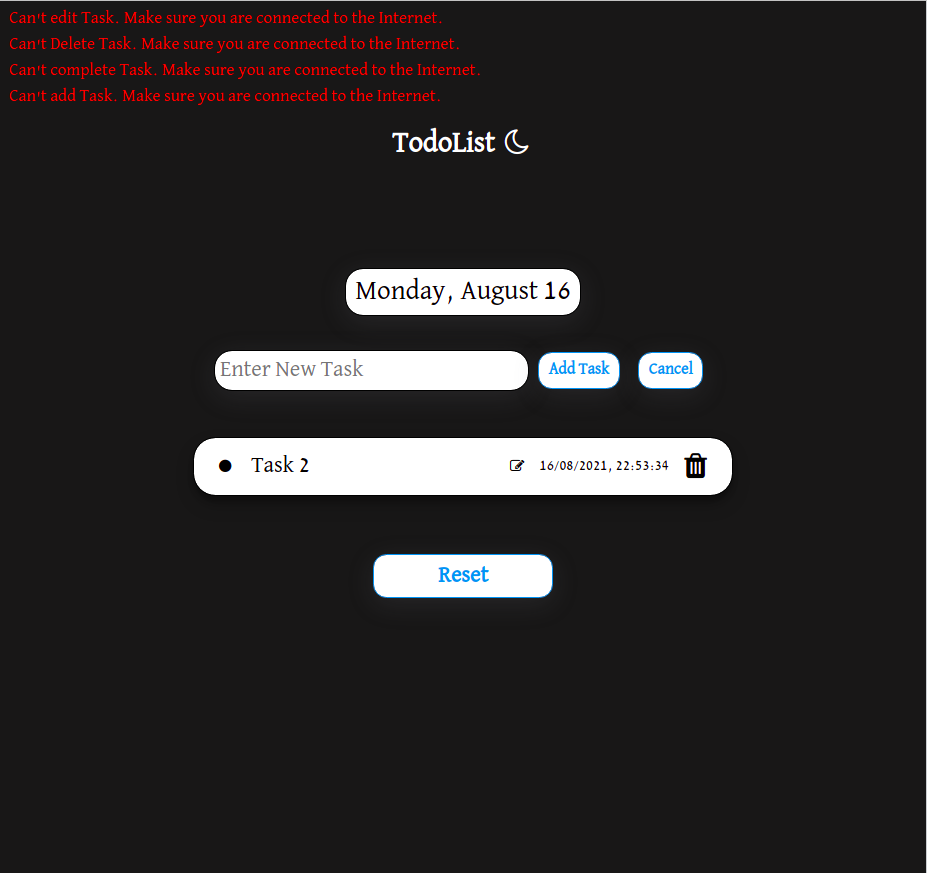 Can't edit Task. Make sure you are connected to the Internet.
Can't Delete Task. Make sure you are connected to the Internet.
Can't complete Task. Make sure you are connected to the Internet.
Can't add Task. Make sure you are connected to the Internet.
TodoList
Monday, August 16
Enter New Task Add Task Cancel
Task 2 16/08/2021, 22:53:34
Reset